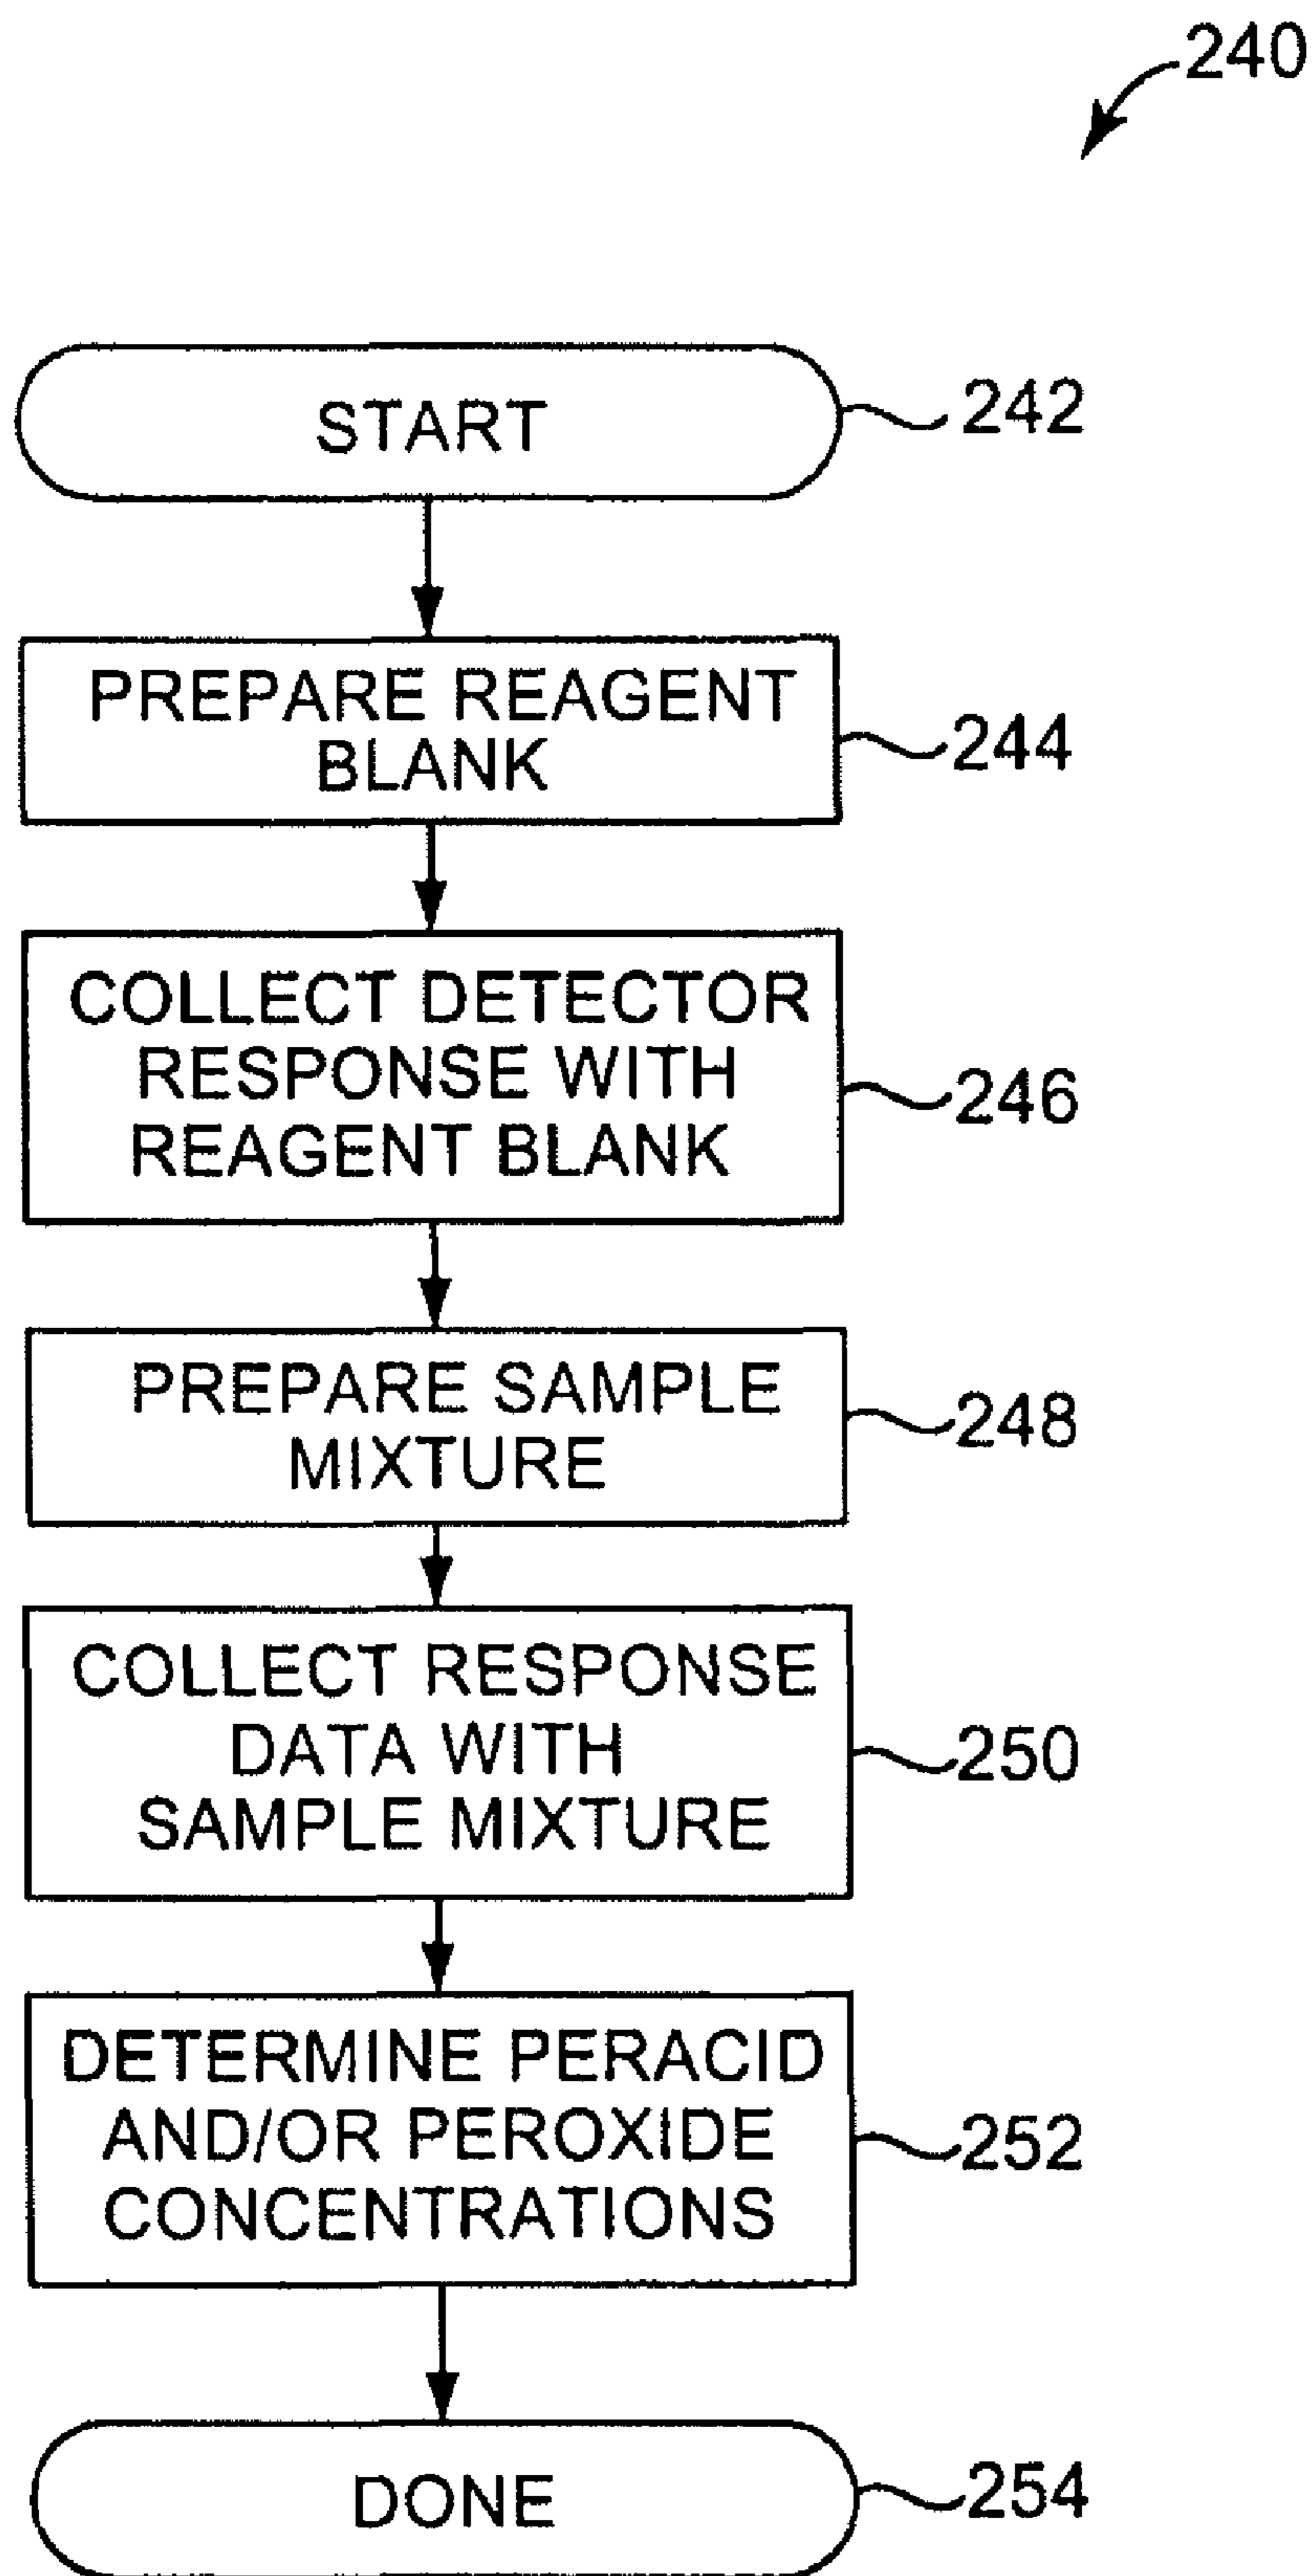 240
START
242
PREPARE REAGENT
BLANK
244
COLLECT DETECTOR
RESPONSE WITH
REAGENT BLANK
246
PREPARE SAMPLE
MIXTURE
248
COLLECT RESPONSE
DATA WITH
SAMPLE MIXTURE
250
DETERMINE PERACID
AND/OR PEROXIDE
CONCENTRATIONS
252
DONE
254